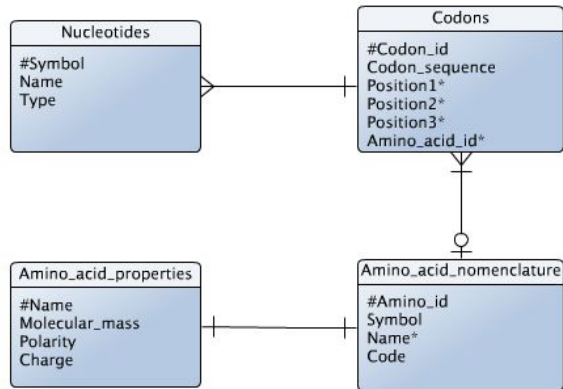 Nucleotides
#Symbol
Name
Type
Codons
#Codon_id
Codon_sequence
Position1*
Position2*
Position3*
Amino_acid_id*
Amino_acid_properties
#Name
Molecular_mass
Polarity
Charge
Amino_acid_nomenclature
#Amino_id
Symbol
Name*
Code